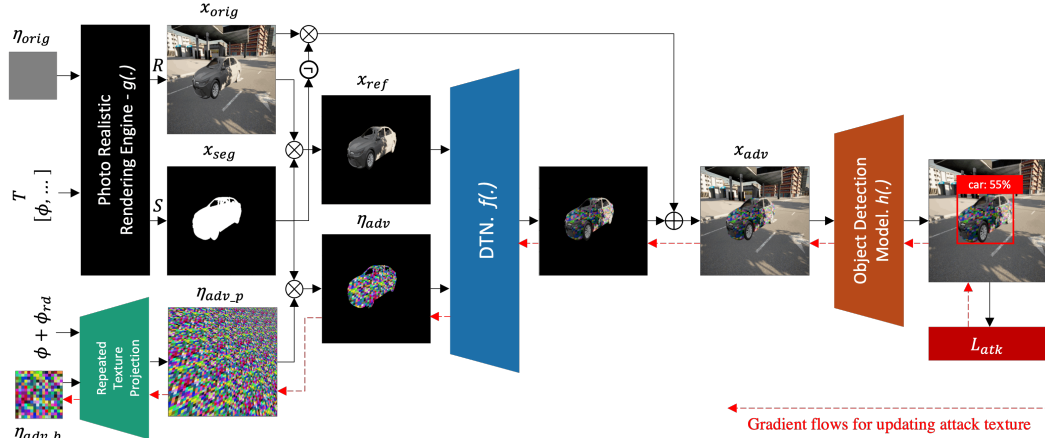 η_orig
T
[ϕ, ...]
Photo Realistic
Rendering Engine - g(.)
R
S
x_orig
x_seg
¬
x_ref
η_adv
ϕ + ϕ_rd
Repeated
Texture
Projection
η_adv_p
DTN. f(.)
x_adv
Object Detection
Model. h(.)
car: 55%
L_atk
Gradient flows for updating attack texture